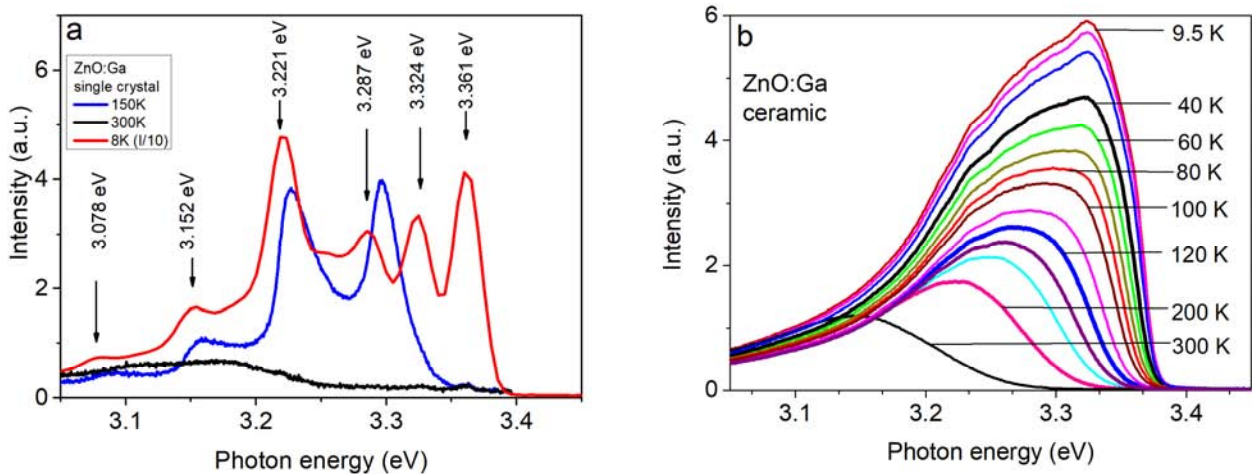 a
ZnO:Ga
single crystal
150K
300K
8K (I/10)
3.078 eV
3.152 eV
3.221 eV
3.287 eV
3.324 eV
3.361 eV
6
4
2
0
Intensity (a.u.)
3.1
3.2
3.3
3.4
Photon energy (eV)
b
ZnO:Ga
ceramic
9.5 K
40 K
60 K
80 K
100 K
120 K
200 K
300 K
6
4
2
0
Intensity (a.u.)
3.1
3.2
3.3
3.4
Photon energy (eV)